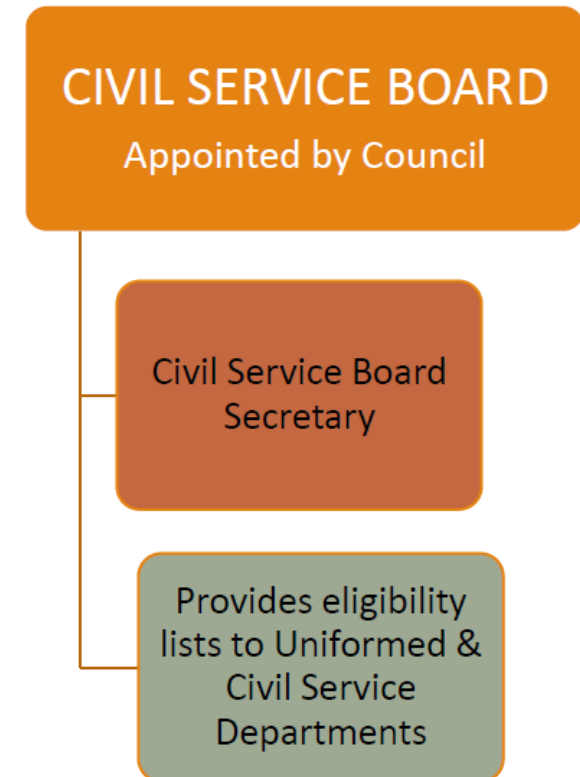 CIVIL SERVICE BOARD
Appointed by Council
Civil Service Board
Secretary
Provides eligibility
lists to Uniformed &
Civil Service
Departments